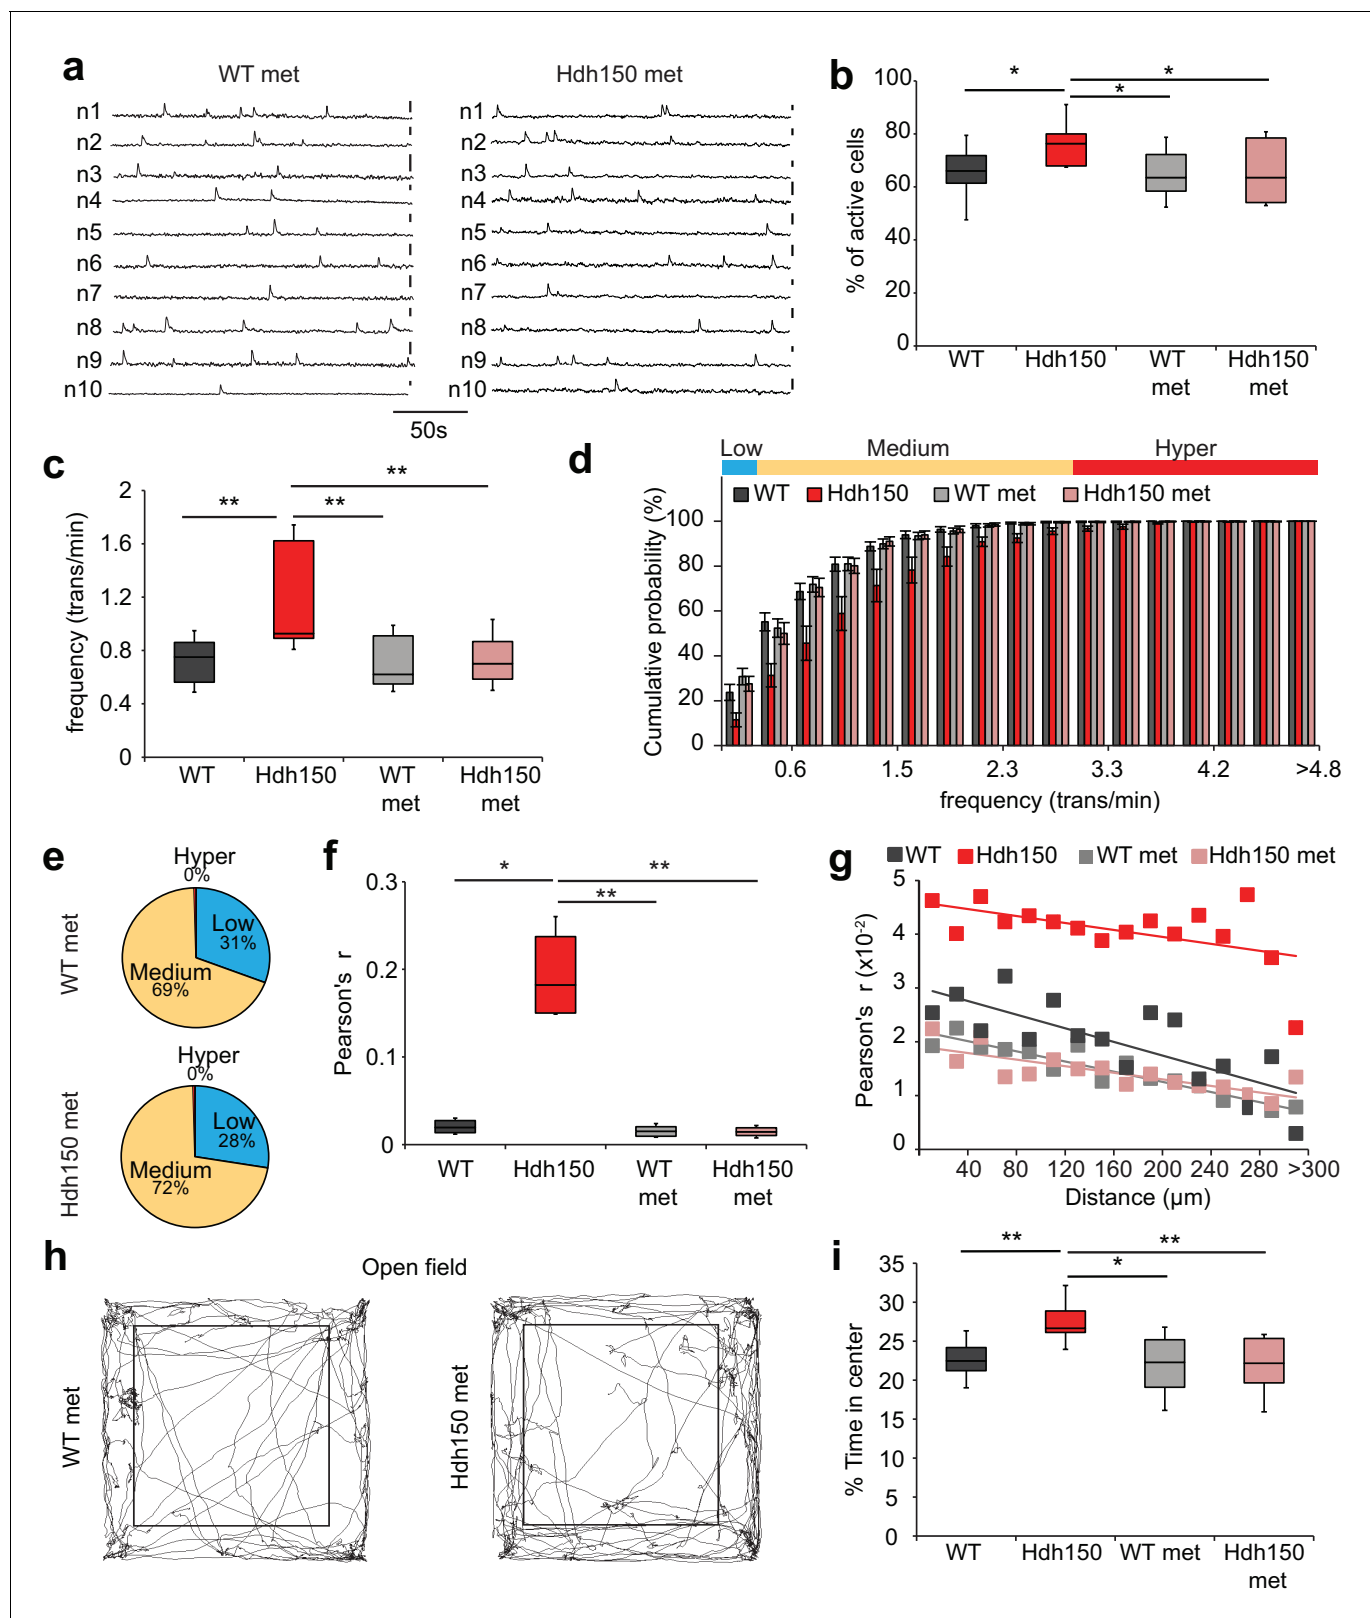 a
WT met
Hdh150 met
n1
n2
n3
n4
n5
n6
n7
n8
n9
n10
n1
n2
n3
n4
n5
n6
n7
n8
n9
n10
50s
b
% of active cells
100
80
60
40
20
0
*
*
*
WT
Hdh150
WT met
Hdh150 met
c
frequency (trans/min)
2
1.6
1.2
0.8
0.4
0
**
**
**
WT
Hdh150
WT met
Hdh150 met
d
Low
Medium
Hyper
WT
Hdh150
WT met
Hdh150 met
Cumulative probability (%)
100
80
60
40
20
0
0.6
1.5
2.3
3.3
4.2
>4.8
frequency (trans/min)
e
WT met
Hyper
0%
Low
31%
Medium
69%
Hdh150 met
Hyper
0%
Low
28%
Medium
72%
f
Pearson's r
0.3
0.2
0.1
0
*
**
**
WT
Hdh150
WT met
Hdh150 met
g
WT
Hdh150
WT met
Hdh150 met
Pearson's r (x10⁻²)
5
4
3
2
1
0
40
80
120
160
200
240
280
>300
Distance (µm)
h
Open field
WT met
Hdh150 met
i
% Time in center
35
30
25
20
15
10
5
0
**
*
**
WT
Hdh150
WT met
Hdh150 met